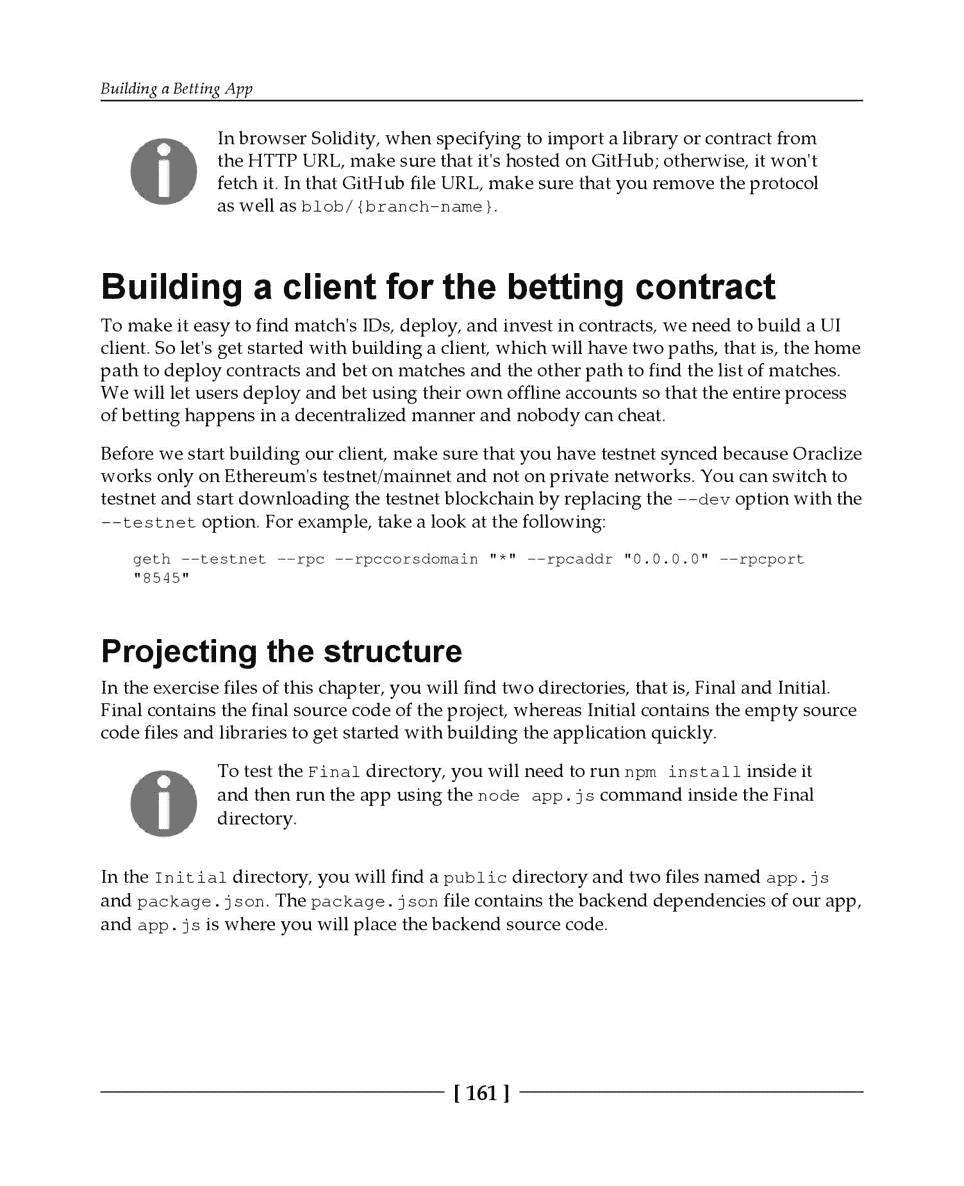 Building a Betting App
In browser Solidity, when specifying to import a library or contract from
the HTTP URL, make sure that it's hosted on GitHub; otherwise, it won't
fetch it. In that GitHub file URL, make sure that you remove the protocol
as well as blob/{branch-name}.
Building a client for the betting contract
To make it easy to find match's IDs, deploy, and invest in contracts, we need to build a UI
client. So let's get started with building a client, which will have two paths, that is, the home
path to deploy contracts and bet on matches and the other path to find the list of matches.
We will let users deploy and bet using their own offline accounts so that the entire process
of betting happens in a decentralized manner and nobody can cheat.
Before we start building our client, make sure that you have testnet synced because Oraclize
works only on Ethereum's testnet/mainnet and not on private networks. You can switch to
testnet and start downloading the testnet blockchain by replacing the --dev option with the
--testnet option. For example, take a look at the following:
geth --testnet --rpc --rpccorsdomain "*" --rpcaddr "0.0.0.0" --rpcport
"8545"
Projecting the structure
In the exercise files of this chapter, you will find two directories, that is, Final and Initial.
Final contains the final source code of the project, whereas Initial contains the empty source
code files and libraries to get started with building the application quickly.
To test the Final directory, you will need to run npm install inside it
and then run the app using the node app.js command inside the Final
directory.
In the Initial directory, you will find a public directory and two files named app.js
and package.json. The package.json file contains the backend dependencies of our app,
and app.js is where you will place the backend source code.
[ 161 ]